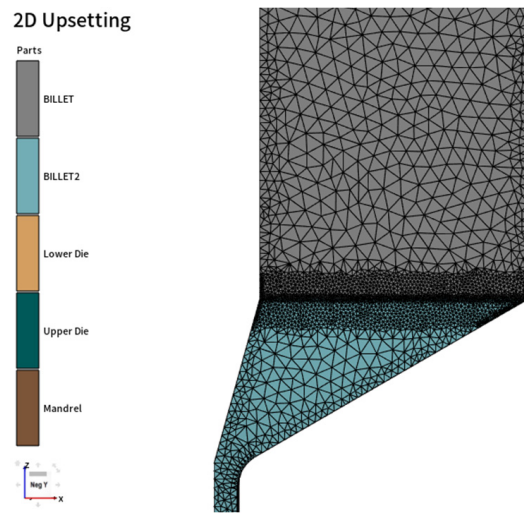 2D Upsetting
Parts
BILLET
BILLET2
Lower Die
Upper Die
Mandrel
Z
Neg Y
X